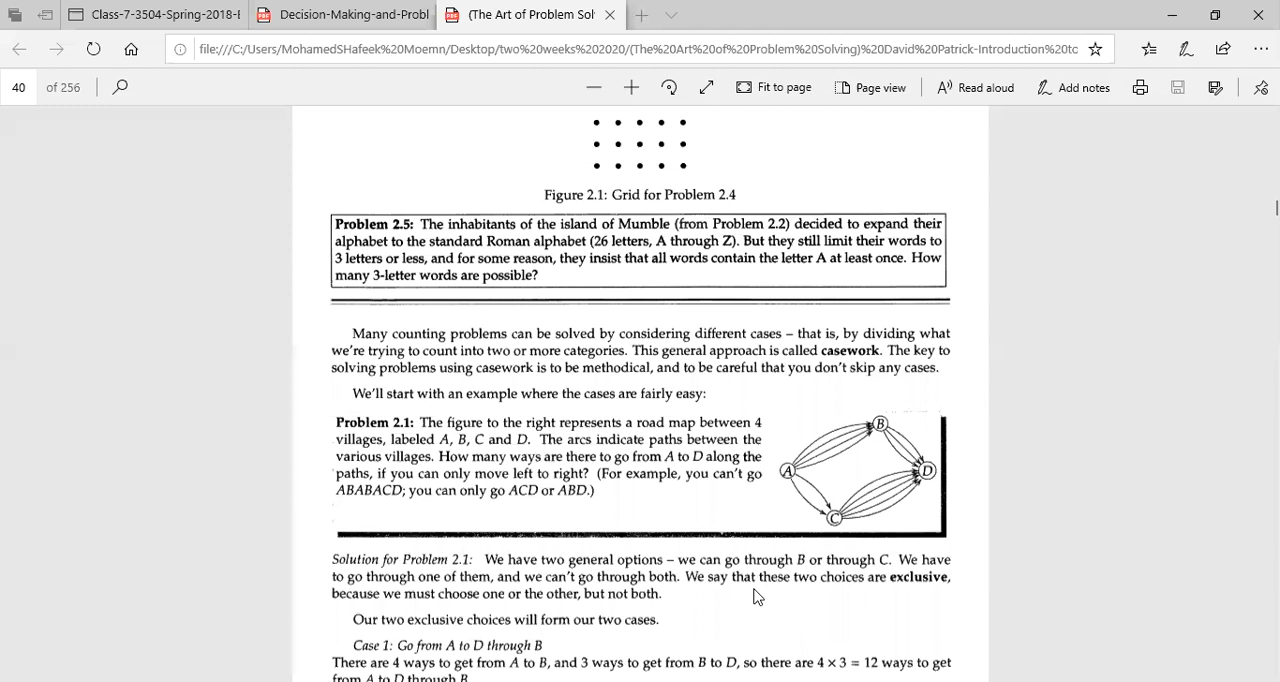 Class-7-3504-Spring-2018-I
Decision-Making-and-Probl
(The Art of Problem Sol
file:///C:/Users/MohamedSHafeek%20Moemn/Desktop/two%20weeks%202020/(The%20Art%20of%20Problem%20Solving)%20David%20Patrick-Introduction%20tc
40 of 256
Fit to page
Page view
Read aloud
Add notes
Figure 2.1: Grid for Problem 2.4
Problem 2.5: The inhabitants of the island of Mumble (from Problem 2.2) decided to expand their
alphabet to the standard Roman alphabet (26 letters, A through Z). But they still limit their words to
3 letters or less, and for some reason, they insist that all words contain the letter A at least once. How
many 3-letter words are possible?
Many counting problems can be solved by considering different cases – that is, by dividing what
we're trying to count into two or more categories. This general approach is called casework. The key to
solving problems using casework is to be methodical, and to be careful that you don't skip any cases.
We'll start with an example where the cases are fairly easy:
Problem 2.1: The figure to the right represents a road map between 4
villages, labeled A, B, C and D. The arcs indicate paths between the
various villages. How many ways are there to go from A to D along the
paths, if you can only move left to right? (For example, you can't go
ABABACD; you can only go ACD or ABD.)
B
A
D
C
Solution for Problem 2.1: We have two general options – we can go through B or through C. We have
to go through one of them, and we can't go through both. We say that these two choices are exclusive,
because we must choose one or the other, but not both.
Our two exclusive choices will form our two cases.
Case 1: Go from A to D through B
There are 4 ways to get from A to B, and 3 ways to get from B to D, so there are 4 × 3 = 12 ways to get
from A to D through B